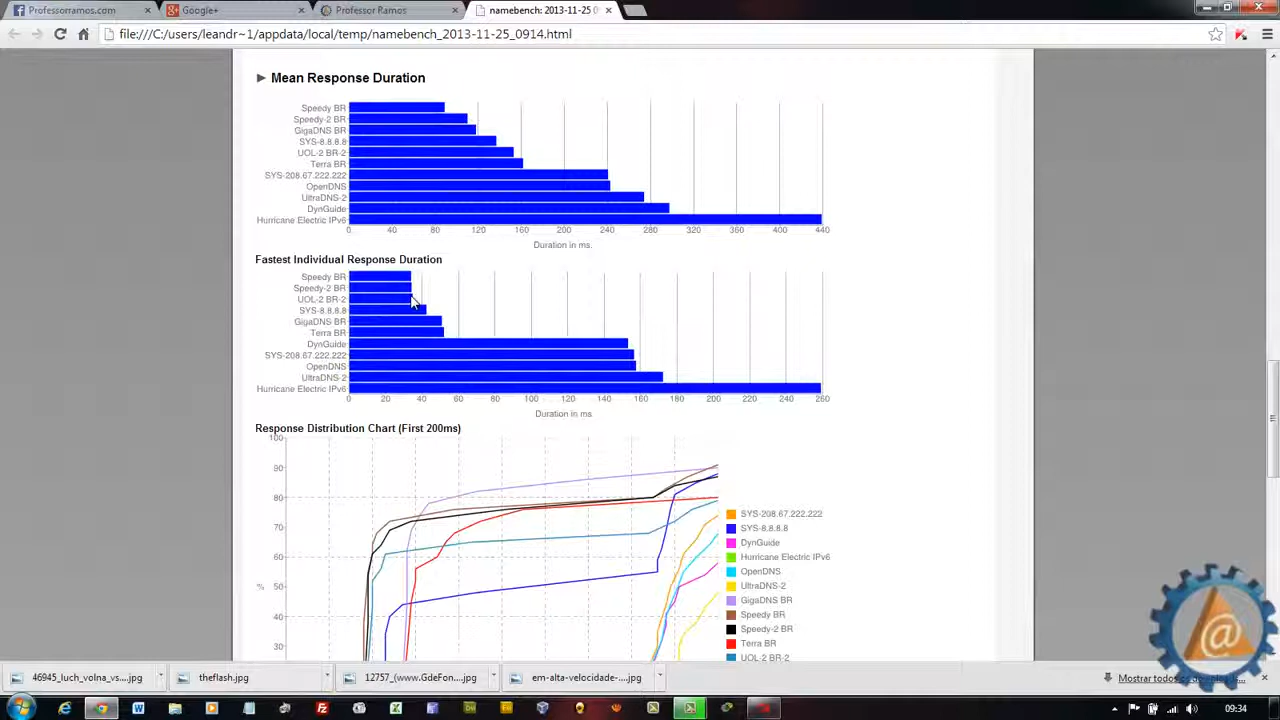 Professorramos.com
Google+
Professor Ramos
namebench: 2013-11-25 0
file:///C:/users/leandr~1/appdata/local/temp/namebench_2013-11-25_0914.html
Mean Response Duration
Speedy BR
Speedy-2 BR
GigaDNS BR
SYS-8.8.8.8
UOL-2 BR-2
Terra BR
SYS-208.67.222.222
OpenDNS
UltraDNS-2
DynGuide
Hurricane Electric IPv6
0 40 80 120 160 200 240 280 320 360 400 440
Duration in ms.
Fastest Individual Response Duration
Speedy BR
Speedy-2 BR
UOL-2 BR-2
SYS-8.8.8.8
GigaDNS BR
Terra BR
DynGuide
SYS-208.67.222.222
OpenDNS
UltraDNS-2
Hurricane Electric IPv6
0 20 40 60 80 100 120 140 160 180 200 220 240 260
Duration in ms
Response Distribution Chart (First 200ms)
100
90
80
70
60
50
40
30
%
SYS-208.67.222.222
SYS-8.8.8.8
DynGuide
Hurricane Electric IPv6
OpenDNS
UltraDNS-2
GigaDNS BR
Speedy BR
Speedy-2 BR
Terra BR
UOL-2 BR-2
46945_luch_volna_vs....jpg
theflash.jpg
12757_(www.GdeFon....jpg
em-alta-velocidade-....jpg
Mostrar todos
09:34